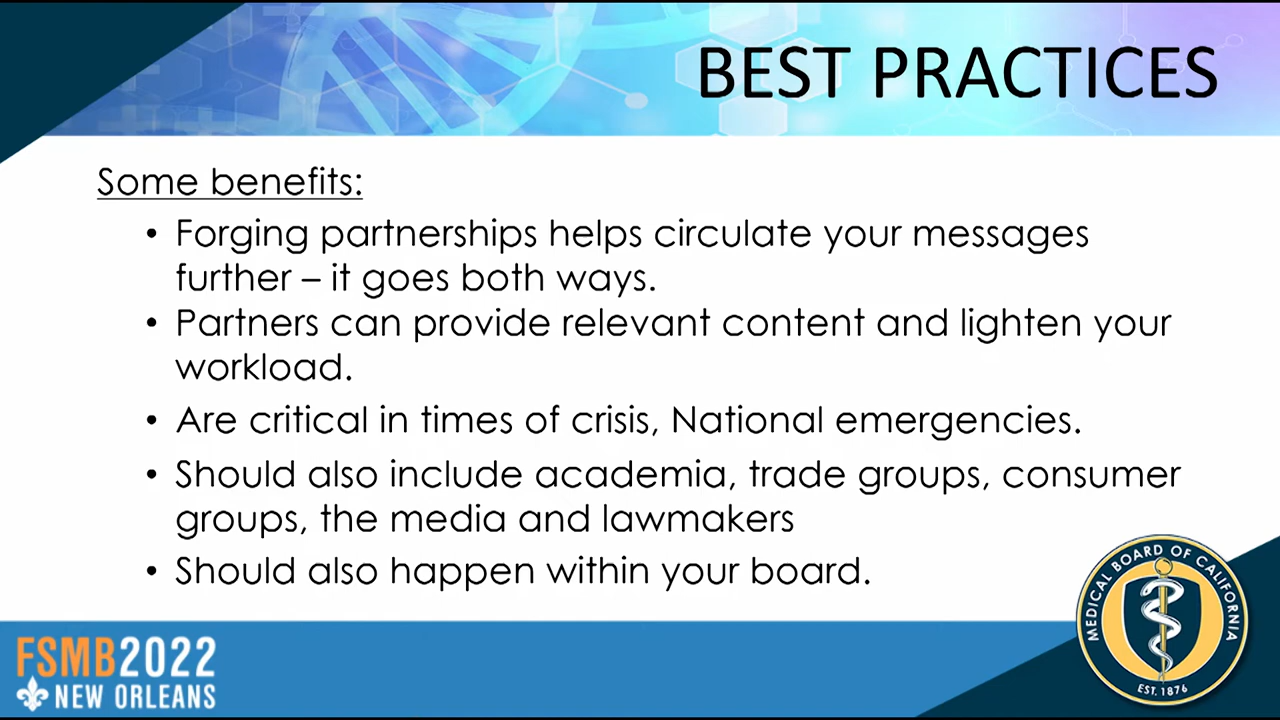 BEST PRACTICES
Some benefits:
• Forging partnerships helps circulate your messages
further – it goes both ways.
• Partners can provide relevant content and lighten your
workload.
• Are critical in times of crisis, National emergencies.
• Should also include academia, trade groups, consumer
groups, the media and lawmakers
• Should also happen within your board.
MEDICAL BOARD OF CALIFORNIA
EST. 1876
FSMB2022
NEW ORLEANS